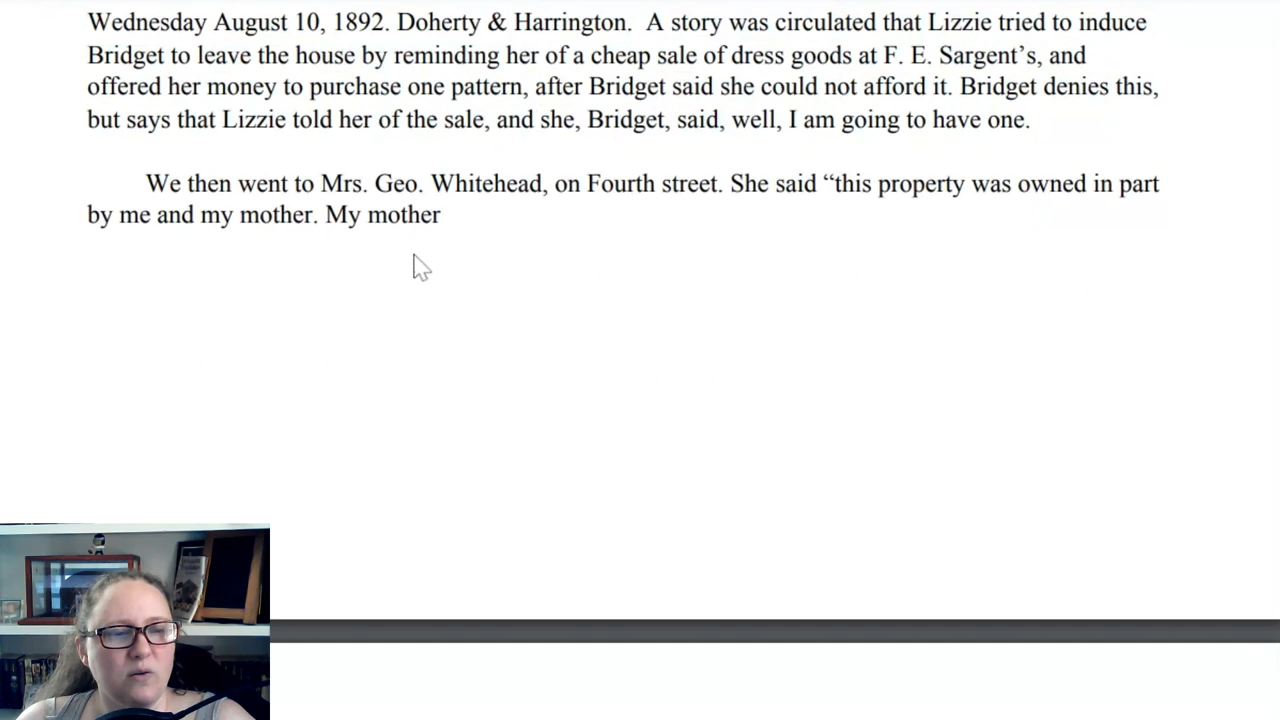 Wednesday August 10, 1892. Doherty & Harrington.  A story was circulated that Lizzie tried to induce
Bridget to leave the house by reminding her of a cheap sale of dress goods at F. E. Sargent’s, and
offered her money to purchase one pattern, after Bridget said she could not afford it. Bridget denies this,
but says that Lizzie told her of the sale, and she, Bridget, said, well, I am going to have one.
We then went to Mrs. Geo. Whitehead, on Fourth street. She said “this property was owned in part
by me and my mother. My mother